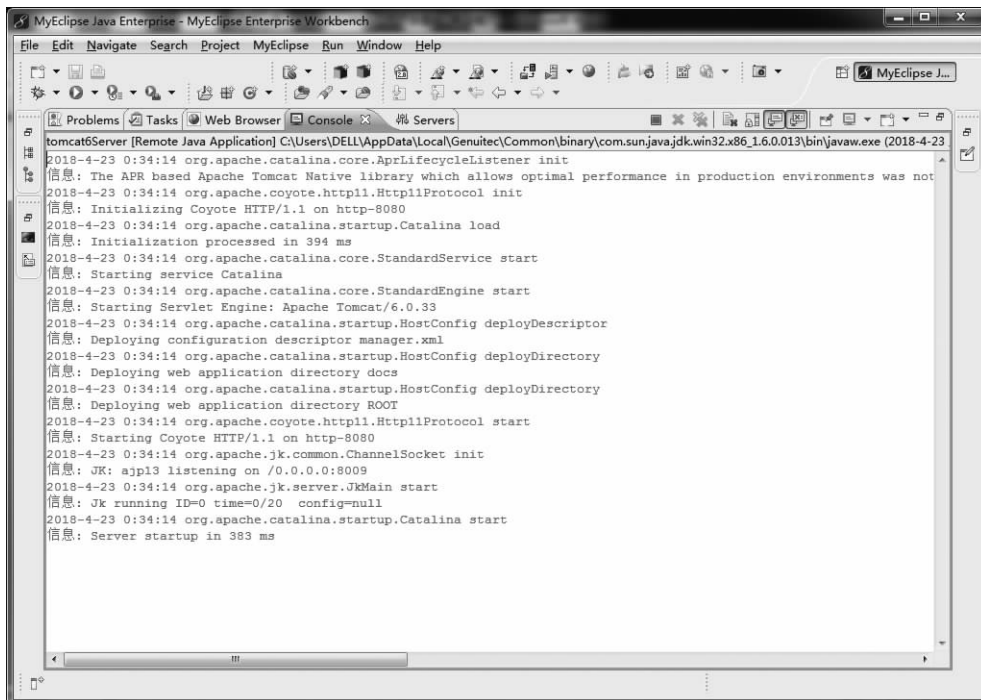 MyEclipse Java Enterprise - MyEclipse Enterprise Workbench
File Edit Navigate Search Project MyEclipse Run Window Help
MyEclipse J...
Problems Tasks Web Browser Console Servers
tomcat6Server [Remote Java Application] C:\Users\DELL\AppData\Local\Genuitec\Common\binary\com.sun.java.jdk.win32.x86_1.6.0.013\bin\javaw.exe (2018-4-23
2018-4-23 0:34:14 org.apache.catalina.core.AprLifecycleListener init
信息: The APR based Apache Tomcat Native library which allows optimal performance in production environments was not
2018-4-23 0:34:14 org.apache.coyote.http11.Http11Protocol init
信息: Initializing Coyote HTTP/1.1 on http-8080
2018-4-23 0:34:14 org.apache.catalina.startup.Catalina load
信息: Initialization processed in 394 ms
2018-4-23 0:34:14 org.apache.catalina.core.StandardService start
信息: Starting service Catalina
2018-4-23 0:34:14 org.apache.catalina.core.StandardEngine start
信息: Starting Servlet Engine: Apache Tomcat/6.0.33
2018-4-23 0:34:14 org.apache.catalina.startup.HostConfig deployDescriptor
信息: Deploying configuration descriptor manager.xml
2018-4-23 0:34:14 org.apache.catalina.startup.HostConfig deployDirectory
信息: Deploying web application directory docs
2018-4-23 0:34:14 org.apache.catalina.startup.HostConfig deployDirectory
信息: Deploying web application directory ROOT
2018-4-23 0:34:14 org.apache.coyote.http11.Http11Protocol start
信息: Starting Coyote HTTP/1.1 on http-8080
2018-4-23 0:34:14 org.apache.jk.common.ChannelSocket init
信息: JK: ajp13 listening on /0.0.0.0:8009
2018-4-23 0:34:14 org.apache.jk.server.JkMain start
信息: Jk running ID=0 time=0/20  config=null
2018-4-23 0:34:14 org.apache.catalina.startup.Catalina start
信息: Server startup in 383 ms